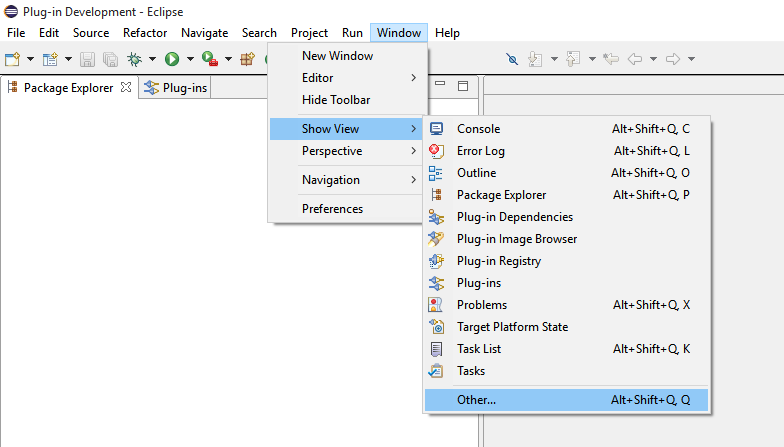 Plug-in Development - Eclipse
File Edit Source Refactor Navigate Search Project Run Window Help
Package Explorer Plug-ins
New Window
Editor
Hide Toolbar
Show View
Perspective
Navigation
Preferences
Console Alt+Shift+Q, C
Error Log Alt+Shift+Q, L
Outline Alt+Shift+Q, O
Package Explorer Alt+Shift+Q, P
Plug-in Dependencies
Plug-in Image Browser
Plug-in Registry
Plug-ins
Problems Alt+Shift+Q, X
Target Platform State
Task List Alt+Shift+Q, K
Tasks
Other... Alt+Shift+Q, Q